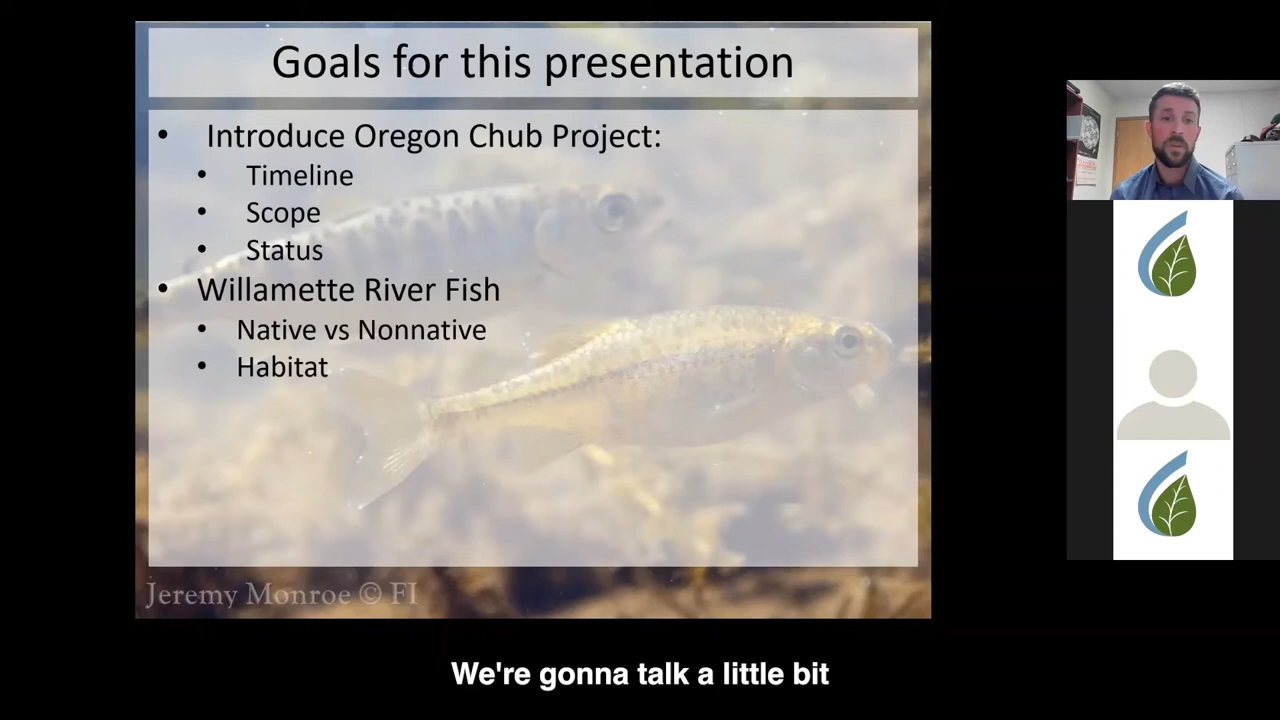 Goals for this presentation
• Introduce Oregon Chub Project:
• Timeline
• Scope
• Status
• Willamette River Fish
• Native vs Nonnative
• Habitat
Jeremy Monroe © FI
We're gonna talk a little bit